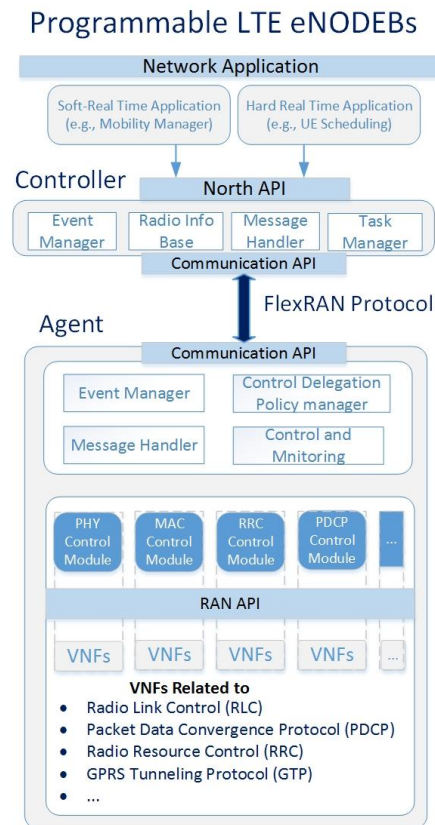 Programmable LTE eNODEBs
Network Application
Soft-Real Time Application
(e.g., Mobility Manager)
Hard Real Time Application
(e.g., UE Scheduling)
Controller
North API
Event
Manager
Radio Info
Base
Message
Handler
Task
Manager
Communication API
FlexRAN Protocol
Agent
Communication API
Event Manager
Control Delegation
Policy manager
Message Handler
Control and
Mnitoring
PHY
Control
Module
MAC
Control
Module
RRC
Control
Module
PDCP
Control
Module
...
RAN API
VNFs
VNFs
VNFs
VNFs
...
VNFs Related to
• Radio Link Control (RLC)
• Packet Data Convergence Protocol (PDCP)
• Radio Resource Control (RRC)
• GPRS Tunneling Protocol (GTP)
• ...